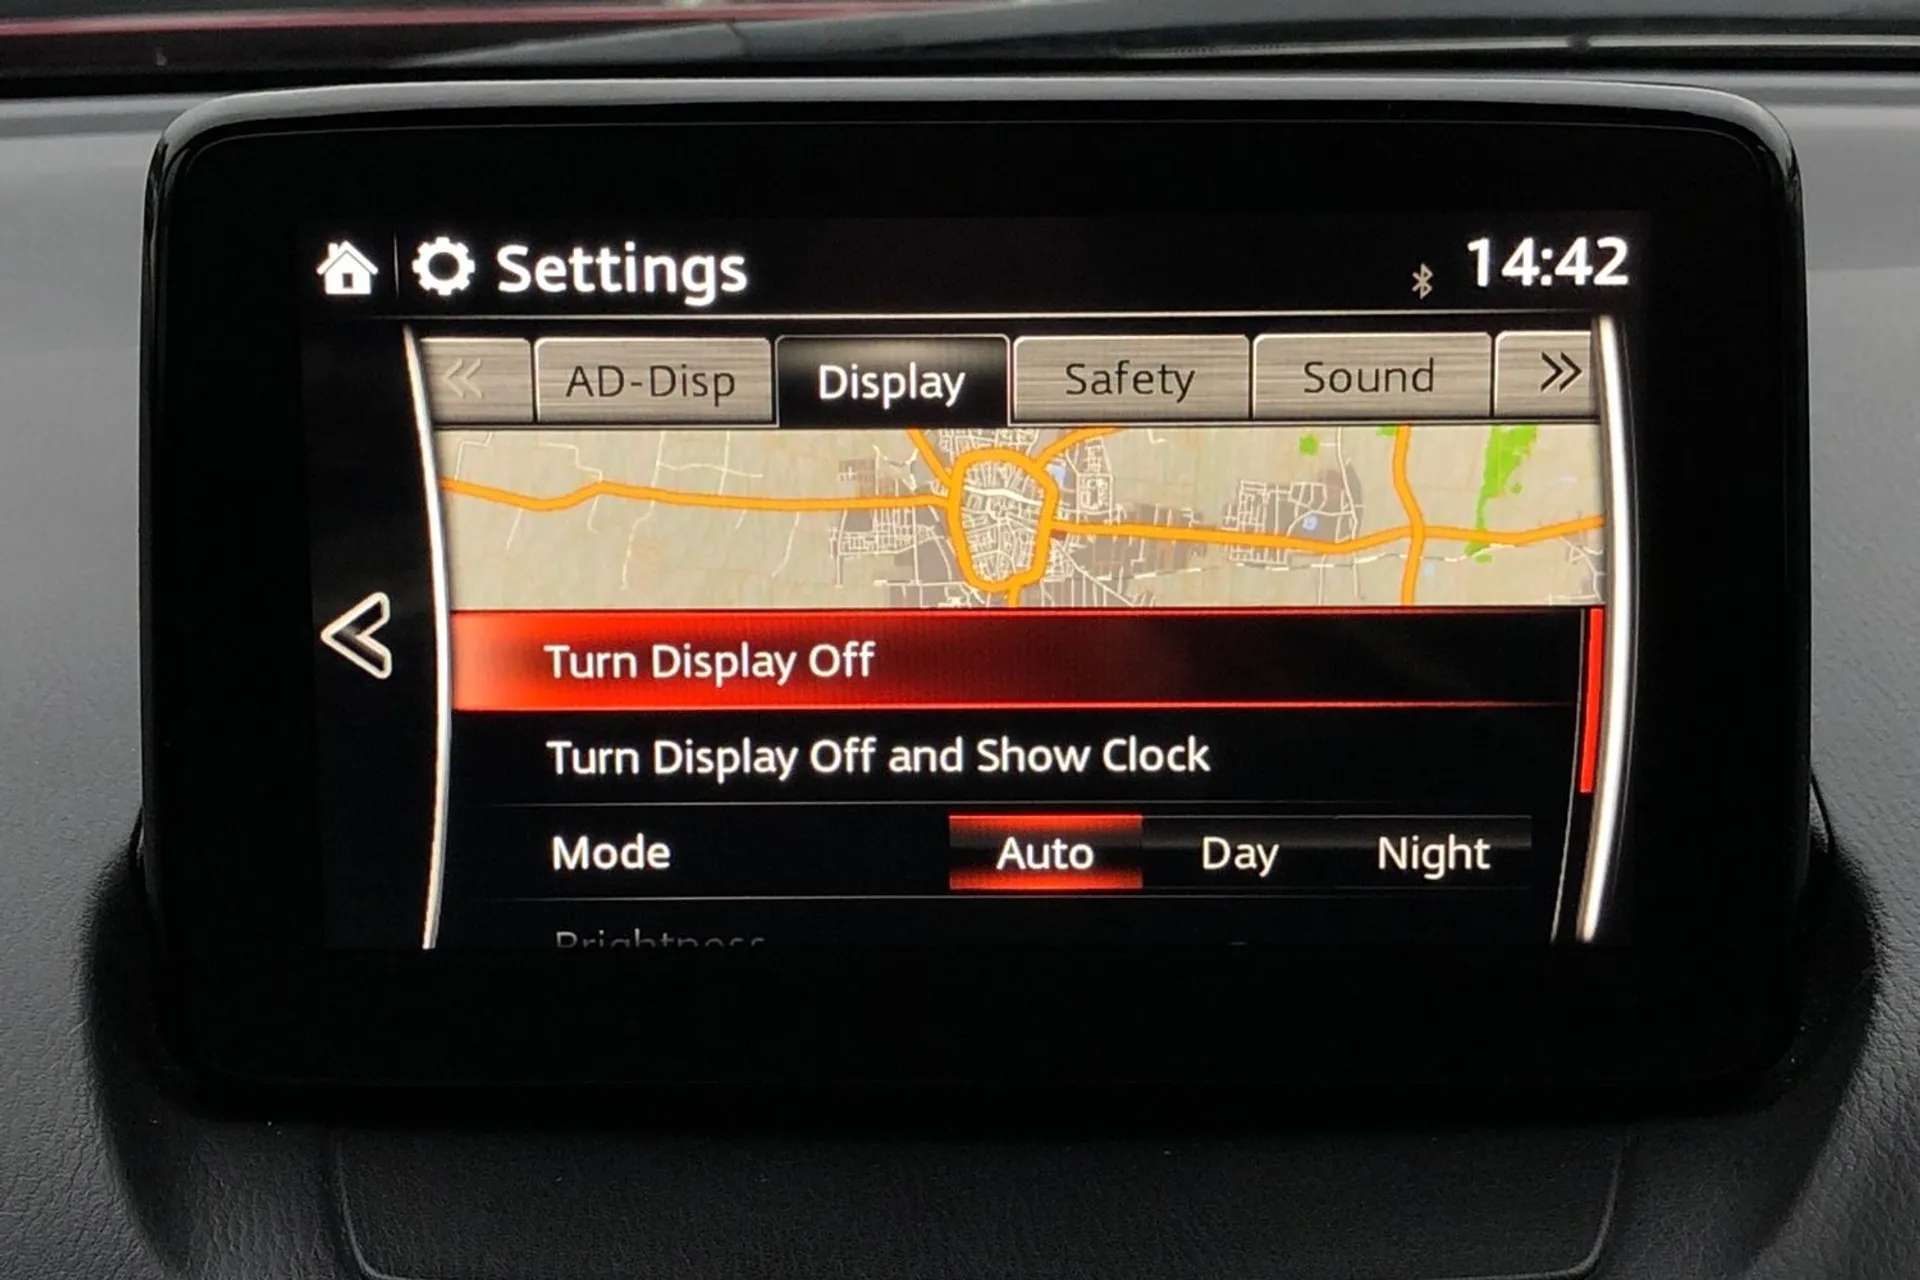 Settings 14:42
AD-Disp Display Safety Sound
Turn Display Off
Turn Display Off and Show Clock
Mode Auto Day Night
Brightness